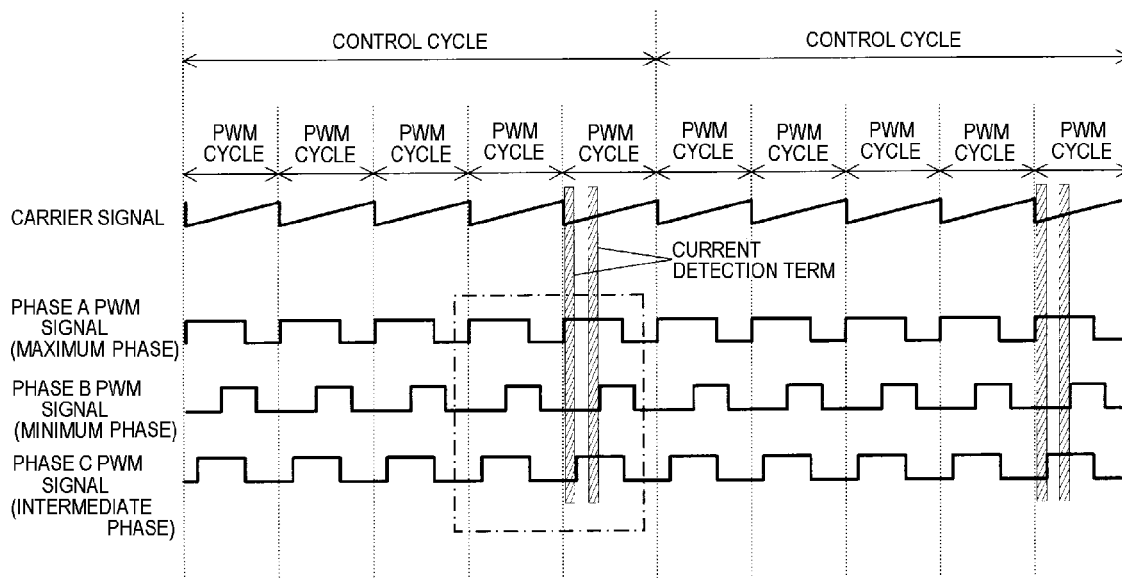 CONTROL CYCLE
CONTROL CYCLE
PWM CYCLE
PWM CYCLE
PWM CYCLE
PWM CYCLE
PWM CYCLE
PWM CYCLE
PWM CYCLE
PWM CYCLE
PWM CYCLE
PWM CYCLE
CARRIER SIGNAL
CURRENT
DETECTION TERM
PHASE A PWM
SIGNAL
(MAXIMUM PHASE)
PHASE B PWM
SIGNAL
(MINIMUM PHASE)
PHASE C PWM
SIGNAL
(INTERMEDIATE
PHASE)